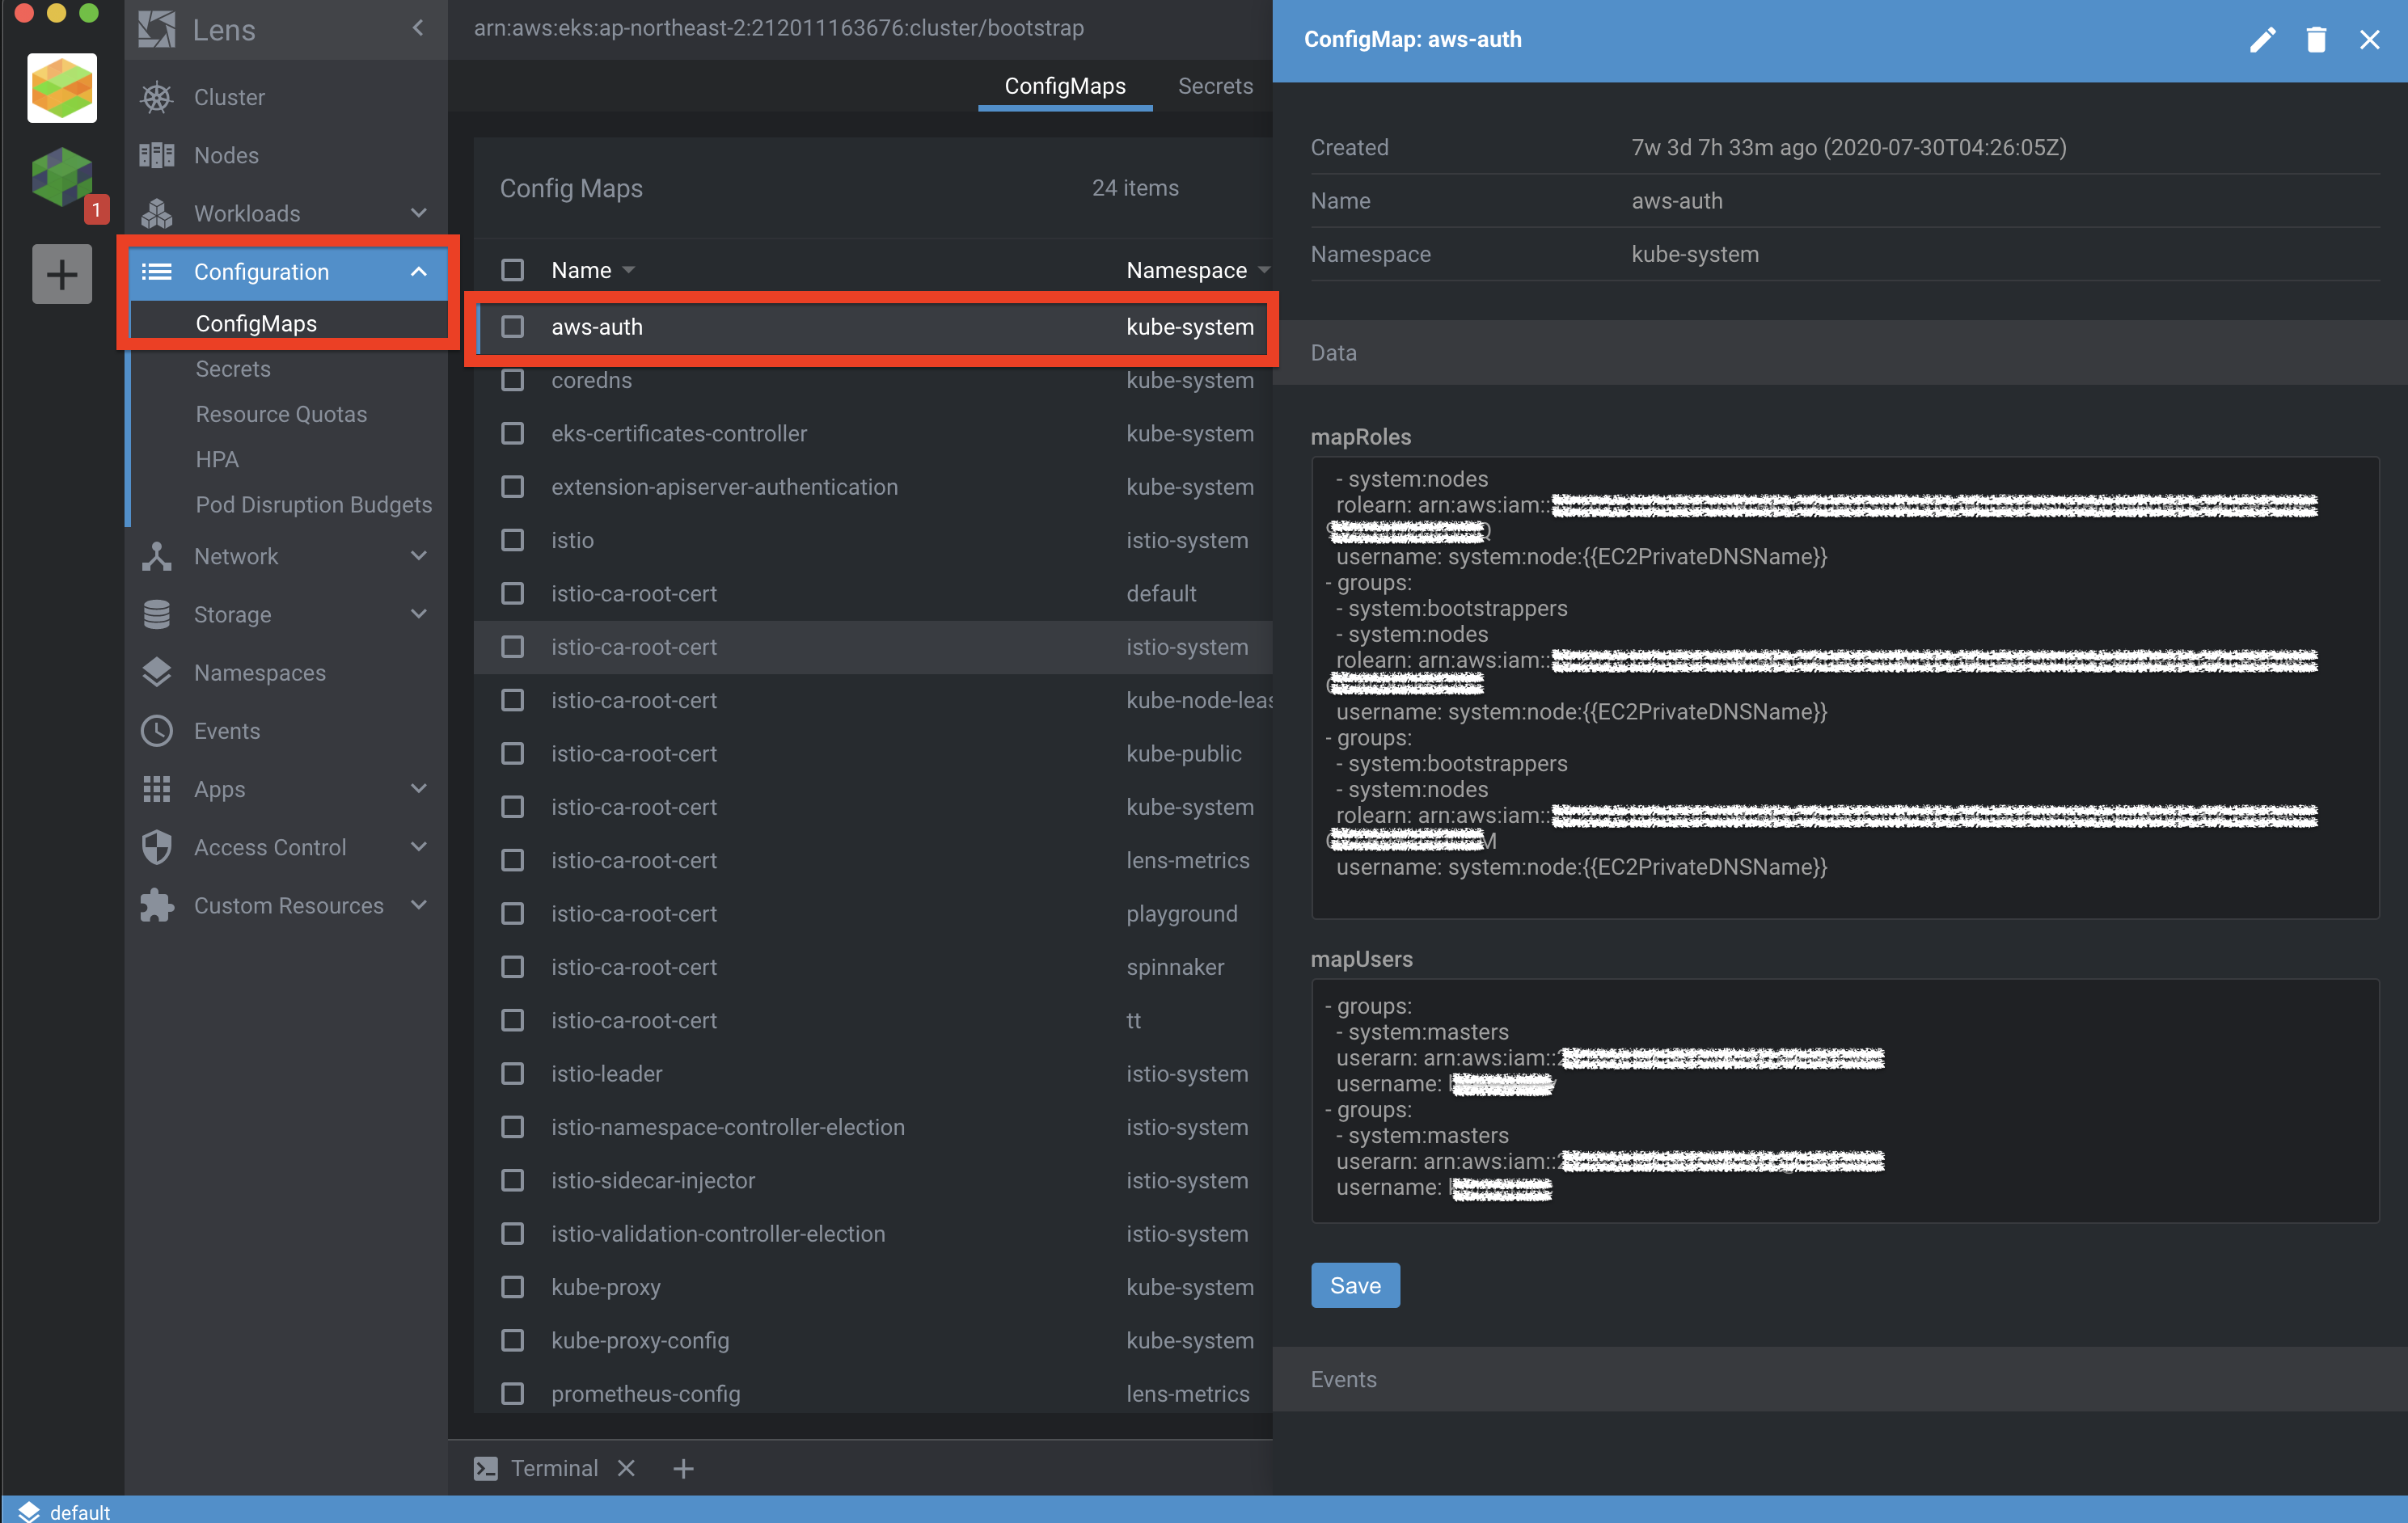 Lens
arn:aws:eks:ap-northeast-2:212011163676:cluster/bootstrap
ConfigMap: aws-auth
1
Cluster
Nodes
Workloads
Configuration
ConfigMaps
Secrets
Resource Quotas
HPA
Pod Disruption Budgets
Network
Storage
Namespaces
Events
Apps
Access Control
Custom Resources
ConfigMaps Secrets
Config Maps 24 items
Name Namespace
aws-auth kube-system
coredns kube-system
eks-certificates-controller kube-system
extension-apiserver-authentication kube-system
istio istio-system
istio-ca-root-cert default
istio-ca-root-cert istio-system
istio-ca-root-cert kube-node-leas
istio-ca-root-cert kube-public
istio-ca-root-cert kube-system
istio-ca-root-cert lens-metrics
istio-ca-root-cert playground
istio-ca-root-cert spinnaker
istio-ca-root-cert tt
istio-leader istio-system
istio-namespace-controller-election istio-system
istio-sidecar-injector istio-system
istio-validation-controller-election istio-system
kube-proxy kube-system
kube-proxy-config kube-system
prometheus-config lens-metrics
Created 7w 3d 7h 33m ago (2020-07-30T04:26:05Z)
Name aws-auth
Namespace kube-system
Data
mapRoles
- system:nodes
rolearn: arn:aws:iam::
username: system:node:{{EC2PrivateDNSName}}
- groups:
- system:bootstrappers
- system:nodes
rolearn: arn:aws:iam::
username: system:node:{{EC2PrivateDNSName}}
- groups:
- system:bootstrappers
- system:nodes
rolearn: arn:aws:iam::
username: system:node:{{EC2PrivateDNSName}}
mapUsers
- groups:
- system:masters
userarn: arn:aws:iam::
username:
- groups:
- system:masters
userarn: arn:aws:iam::
username:
Save
Events
Terminal
default